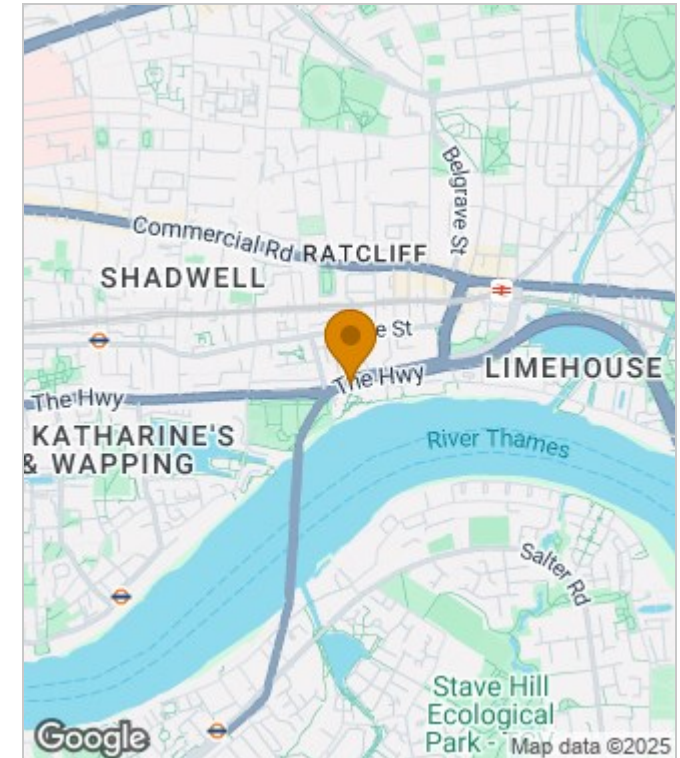 Belgrave St
Commercial Rd
RATCLIFF
SHADWELL
e St
The Hwy
LIMEHOUSE
The Hwy
KATHARINE'S
& WAPPING
River Thames
Salter Rd
Stave Hill
Ecological
Park -
Google
Map data ©2025